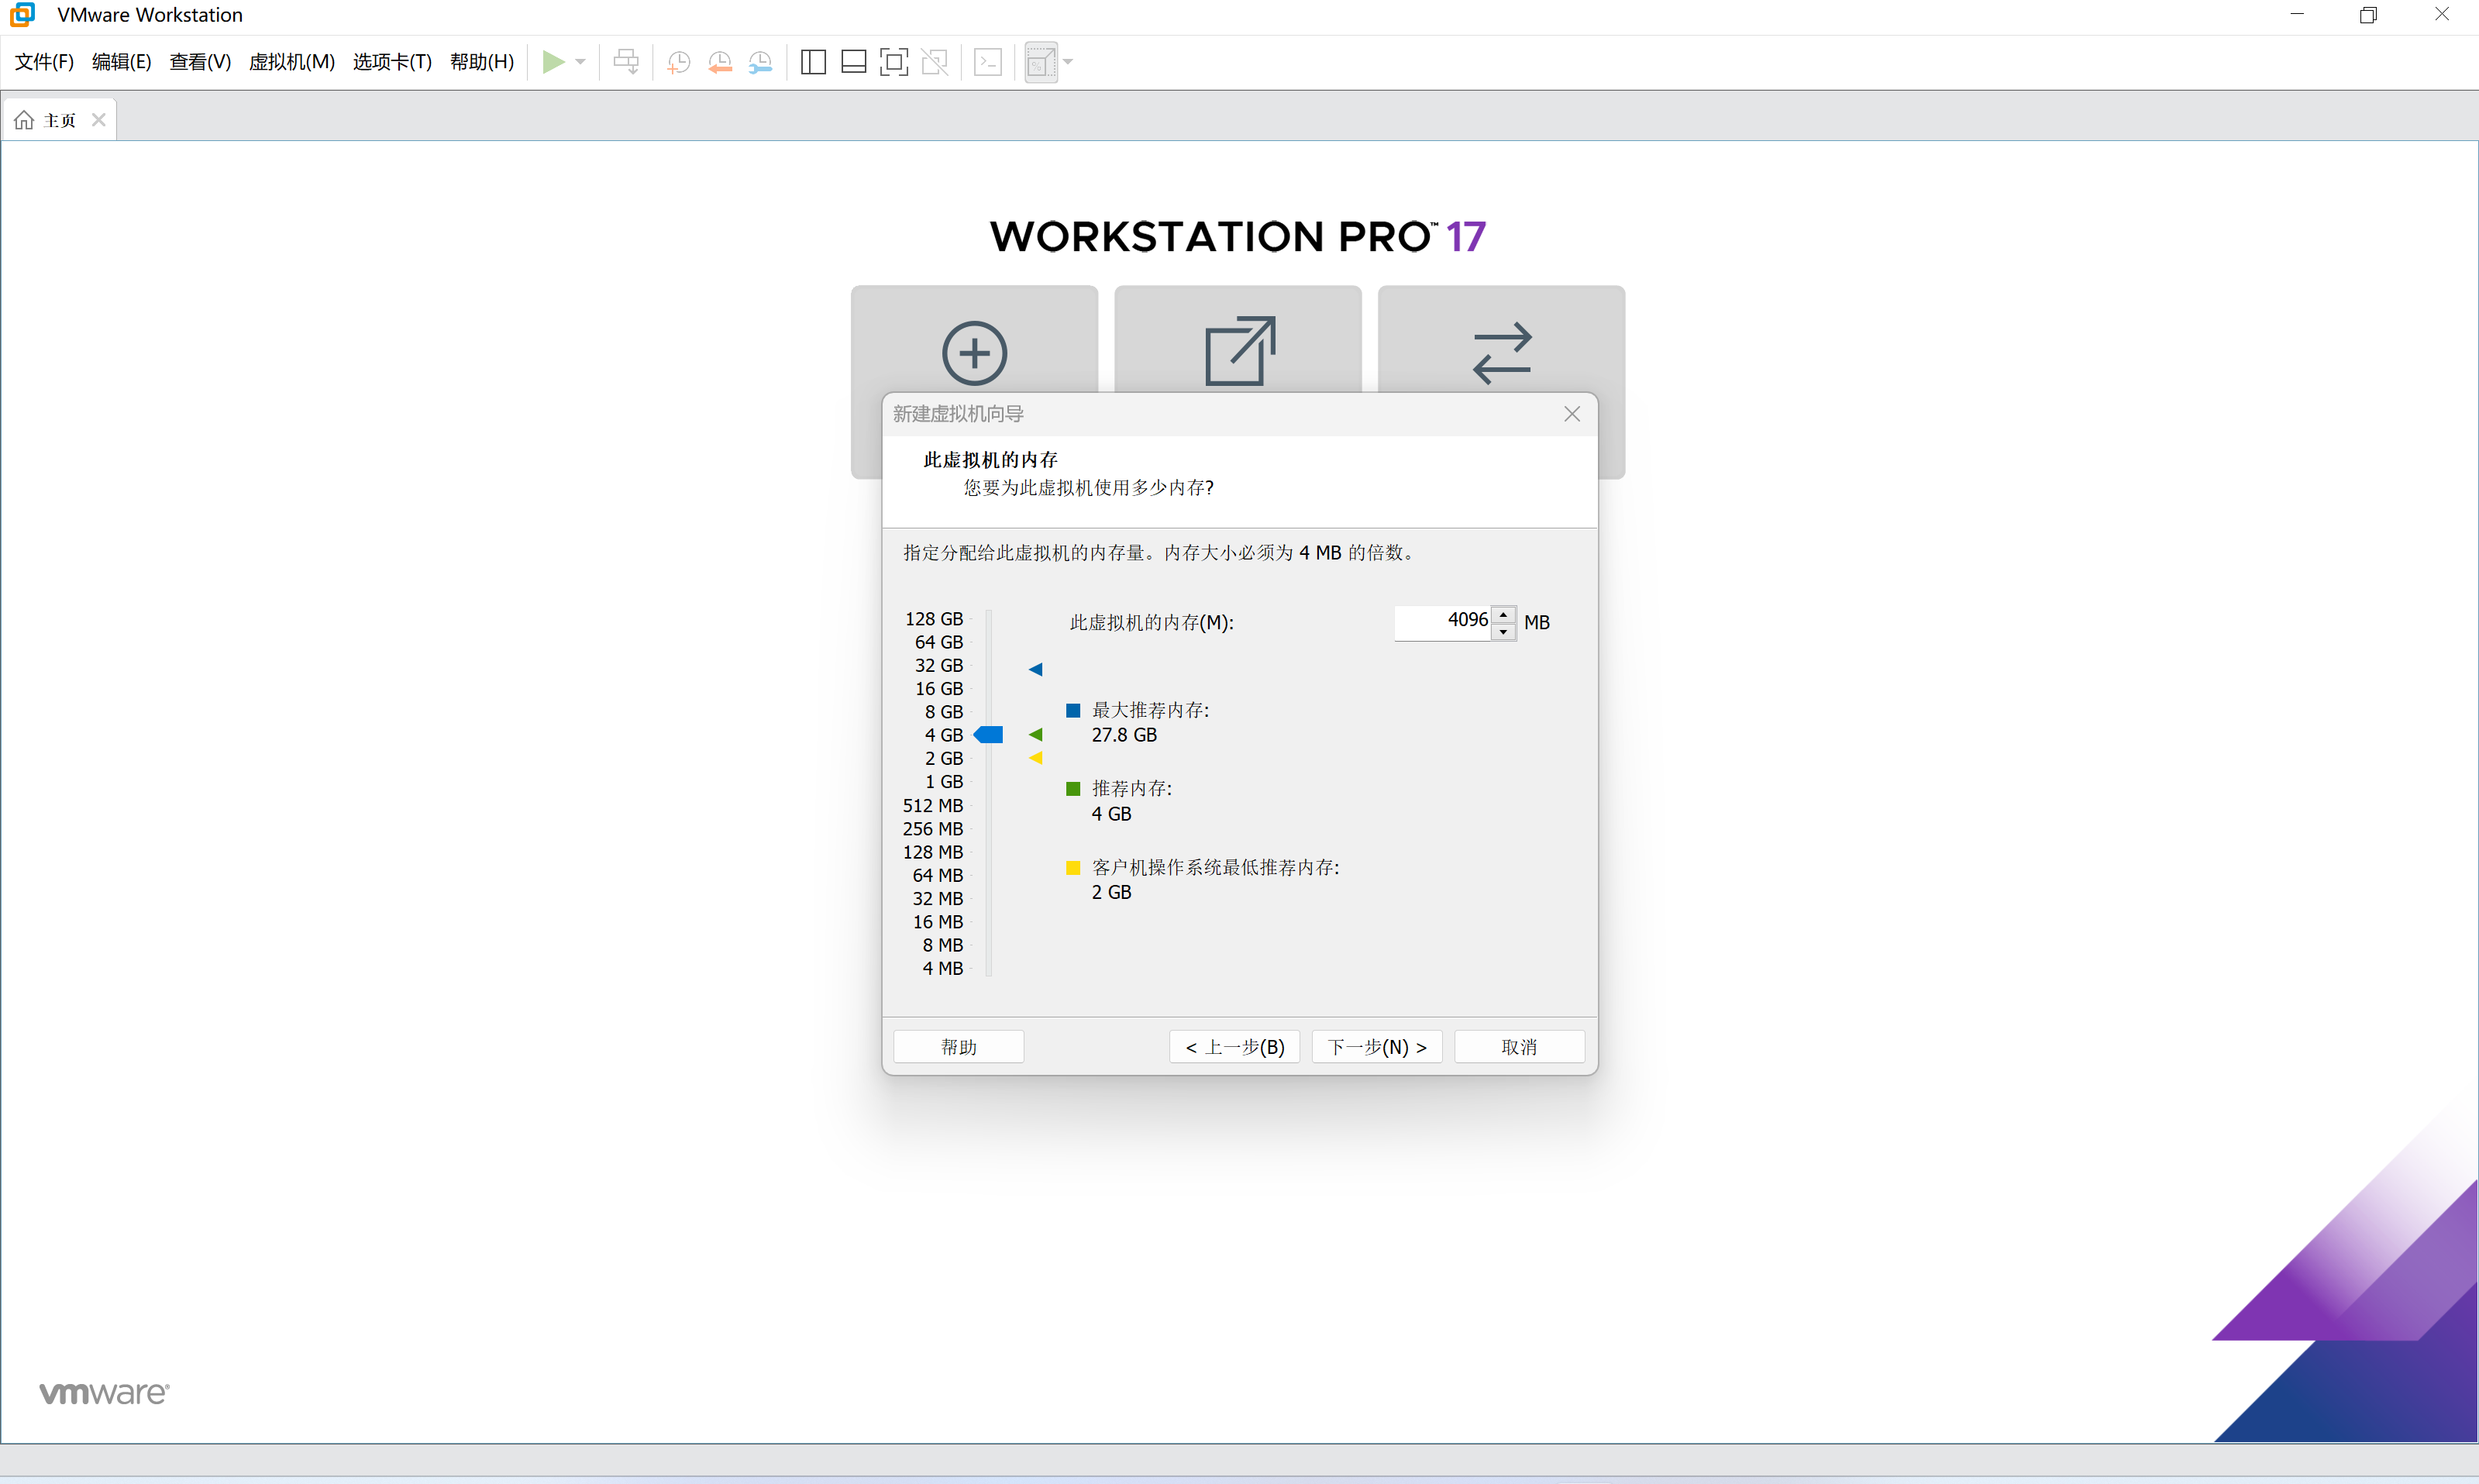 VMware Workstation
文件(F) 编辑(E) 查看(V) 虚拟机(M) 选项卡(T) 帮助(H)
主页
WORKSTATION PRO™ 17
新建虚拟机向导
此虚拟机的内存
您要为此虚拟机使用多少内存?
指定分配给此虚拟机的内存量。内存大小必须为 4 MB 的倍数。
128 GB
64 GB
32 GB
16 GB
8 GB
4 GB
2 GB
1 GB
512 MB
256 MB
128 MB
64 MB
32 MB
16 MB
8 MB
4 MB
此虚拟机的内存(M): 4096 MB
最大推荐内存:
27.8 GB
推荐内存:
4 GB
客户机操作系统最低推荐内存:
2 GB
帮助 < 上一步(B) 下一步(N) > 取消
vmware®